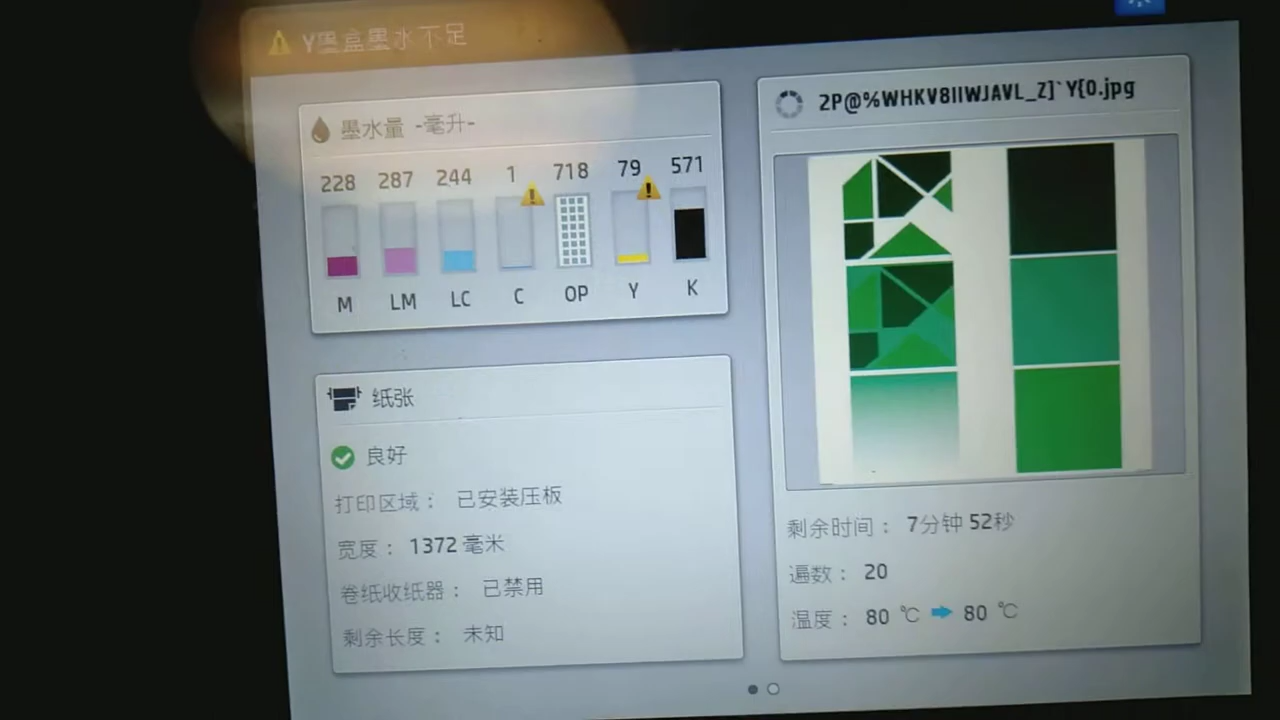 Y墨盒墨水不足
墨水量 -毫升-
228 287 244 1 718 79 571
M LM LC C OP Y K
纸张
良好
打印区域： 已安装压板
宽度： 1372 毫米
卷纸收纸器： 已禁用
剩余长度： 未知
2P@%WHKV8IIWJAVL_Z]`Y{0.jpg
剩余时间： 7分钟 52秒
遍数： 20
温度： 80 ℃ 80 ℃